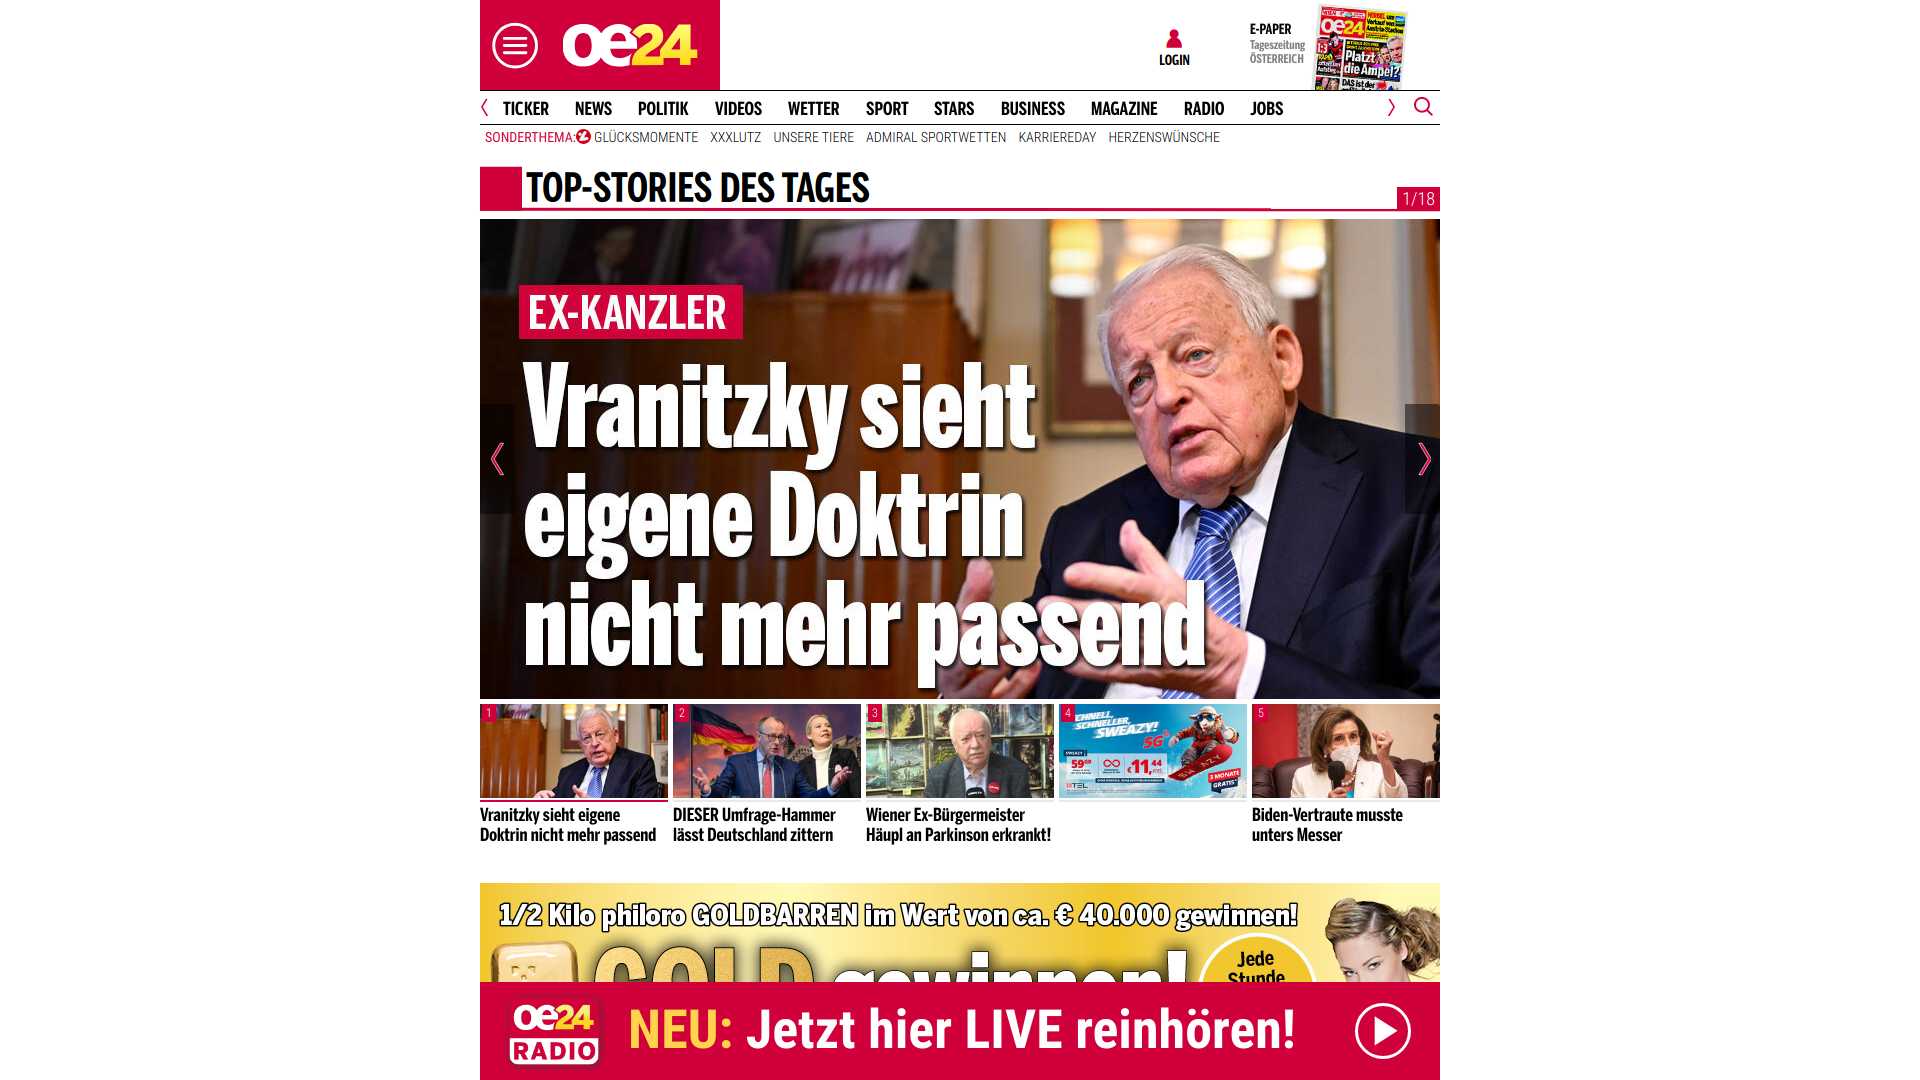 oe24
LOGIN
E-PAPER
Tageszeitung
ÖSTERREICH
oe24
Platzt
die Ampel?
TICKER NEWS POLITIK VIDEOS WETTER SPORT STARS BUSINESS MAGAZINE RADIO JOBS
SONDERTHEMA: GLÜCKSMOMENTE XXXLUTZ UNSERE TIERE ADMIRAL SPORTWETTEN KARRIEREDAY HERZENSWÜNSCHE
TOP-STORIES DES TAGES
1/18
EX-KANZLER
Vranitzky sieht
eigene Doktrin
nicht mehr passend
1
2
3
4
5
SCHNELLER,
SWEAZY!
5G
€11,44
3 MONATE
GRATIS*
Vranitzky sieht eigene
Doktrin nicht mehr passend
DIESER Umfrage-Hammer
lässt Deutschland zittern
Wiener Ex-Bürgermeister
Häupl an Parkinson erkrankt!
Biden-Vertraute musste
unters Messer
1/2 Kilo philoro GOLDBARREN im Wert von ca. € 40.000 gewinnen!
GOLD gewinnen!
Jede
Stunde
oe24
RADIO
NEU: Jetzt hier LIVE reinhören!